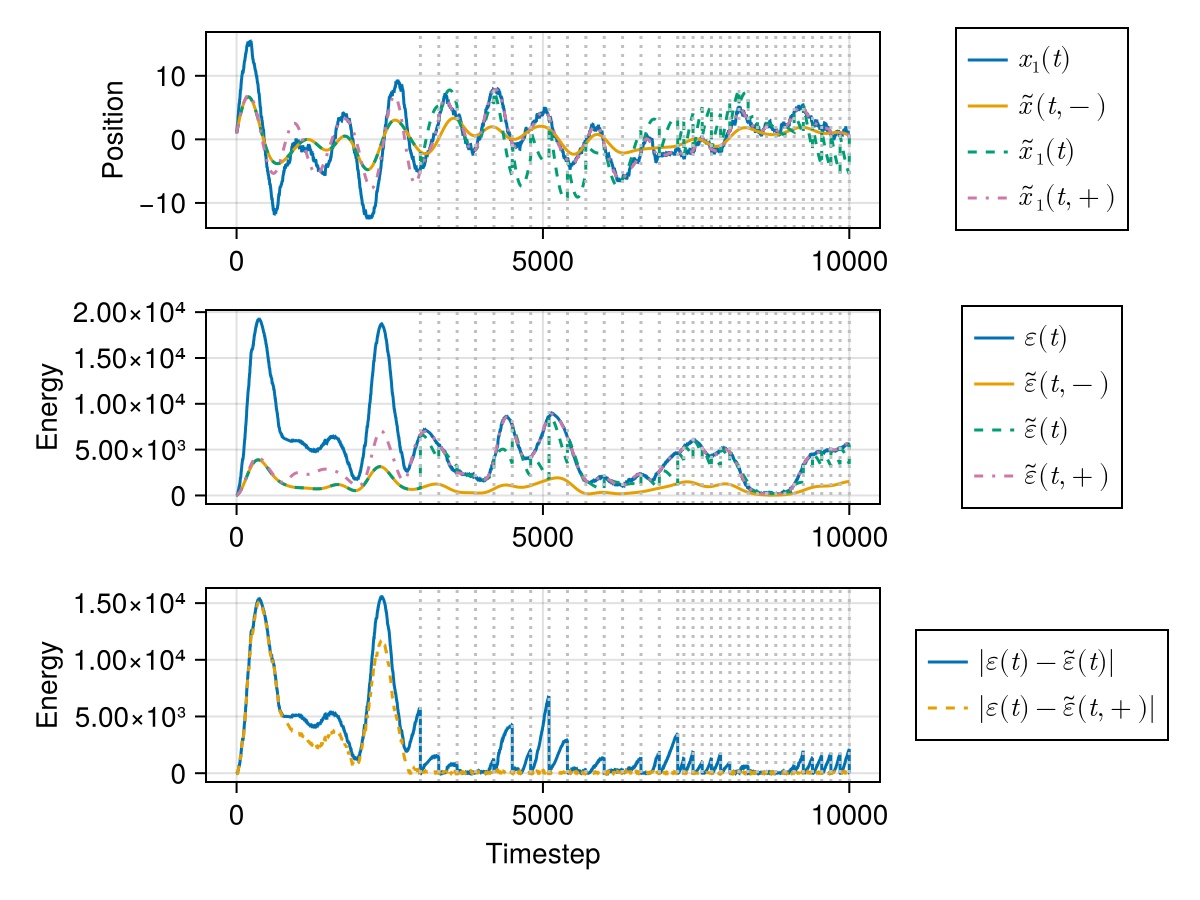 Position
10
0
−10
0
5000
10000
x₁(t)
x̃(t, −)
x̃₁(t)
x̃₁(t, +)
Energy
2.00×10⁴
1.50×10⁴
1.00×10⁴
5.00×10³
0
0
5000
10000
ε(t)
ε̃(t, −)
ε̃(t)
ε̃(t, +)
Energy
1.50×10⁴
1.00×10⁴
5.00×10³
0
0
5000
10000
Timestep
|ε(t) − ε̃(t)|
|ε(t) − ε̃(t, +)|